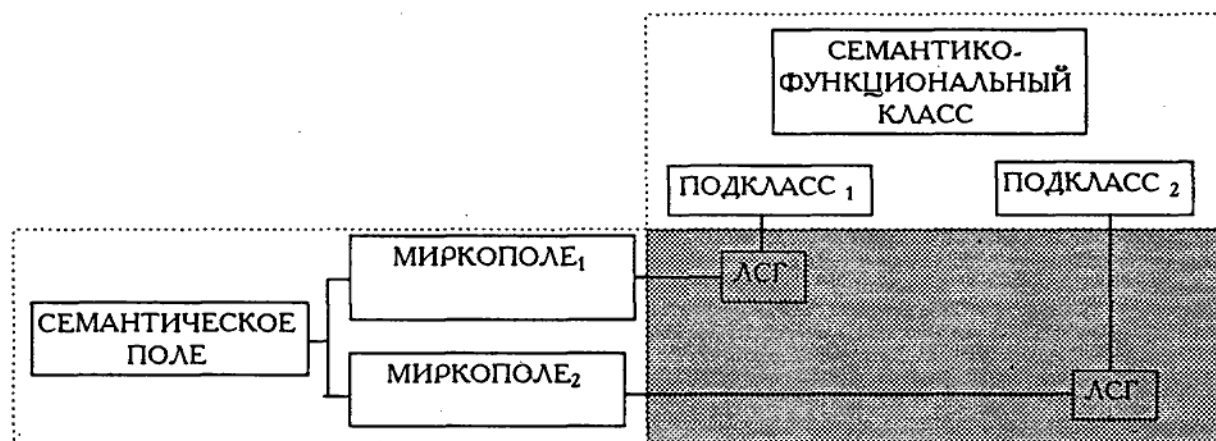 СЕМАНТИКО-
ФУНКЦИОНАЛЬНЫЙ
КЛАСС
ПОДКЛАСС 1
ПОДКЛАСС 2
МИРКОПОЛЕ1
ЛСГ
СЕМАНТИЧЕСКОЕ
ПОЛЕ
МИРКОПОЛЕ2
ЛСГ